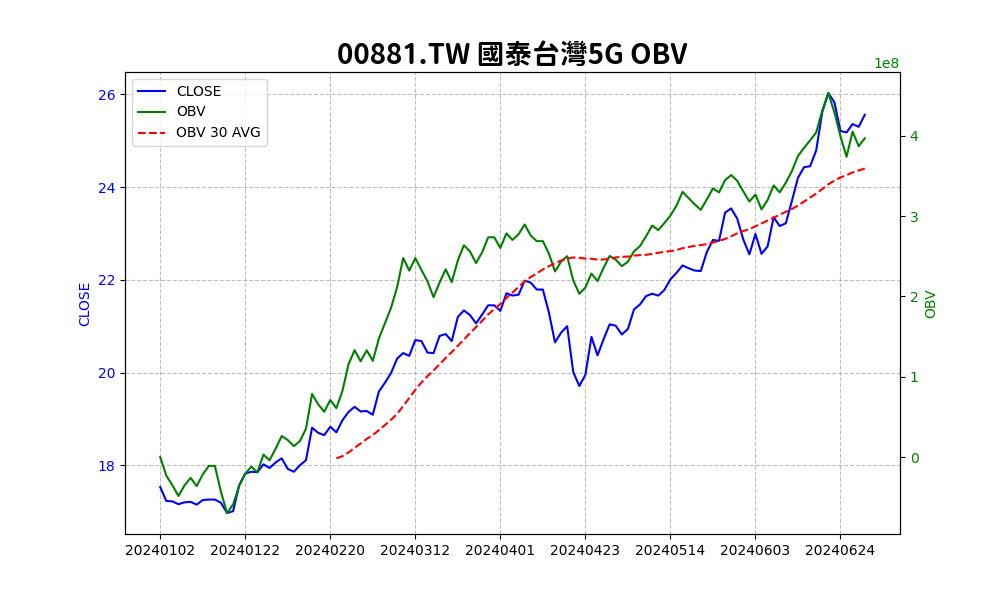 00881.TW 國泰台灣5G OBV
1e8
CLOSE
OBV
OBV 30 AVG
26
24
22
20
18
CLOSE
4
3
2
1
0
OBV
20240102 20240122 20240220 20240312 20240401 20240423 20240514 20240603 20240624